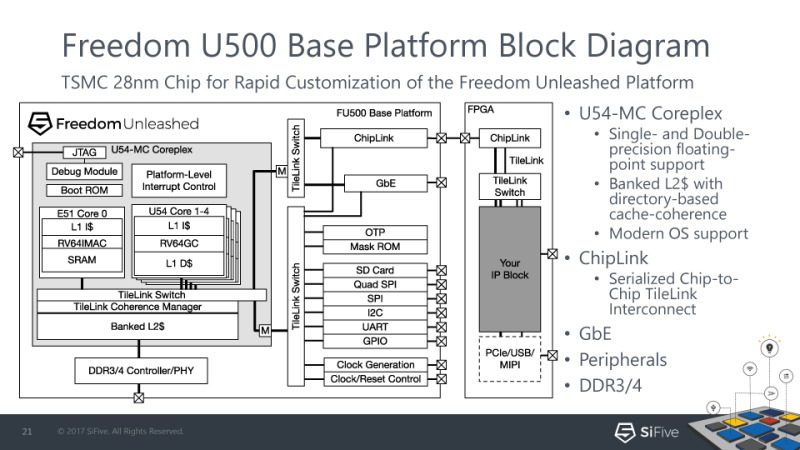 Freedom U500 Base Platform Block Diagram
TSMC 28nm Chip for Rapid Customization of the Freedom Unleashed Platform
Freedom Unleashed
FU500 Base Platform
JTAG
U54-MC Coreplex
Debug Module
Boot ROM
Platform-Level
Interrupt Control
E51 Core 0
L1 I$
RV64IMAC
SRAM
U54 Core 1-4
L1 I$
RV64GC
L1 D$
TileLink Switch
TileLink Coherence Manager
Banked L2$
M
M
DDR3/4 Controller/PHY
TileLink Switch
TileLink Switch
ChipLink
GbE
OTP
Mask ROM
SD Card
Quad SPI
SPI
I2C
UART
GPIO
Clock Generation
Clock/Reset Control
FPGA
ChipLink
TileLink
TileLink
Switch
Your
IP Block
PCIe/USB/
MIPI
• U54-MC Coreplex
• Single- and Double-
precision floating-
point support
• Banked L2$ with
directory-based
cache-coherence
• Modern OS support
• ChipLink
• Serialized Chip-to-
Chip TileLink
Interconnect
• GbE
• Peripherals
• DDR3/4
21
© 2017 SiFive. All Rights Reserved.
SiFive